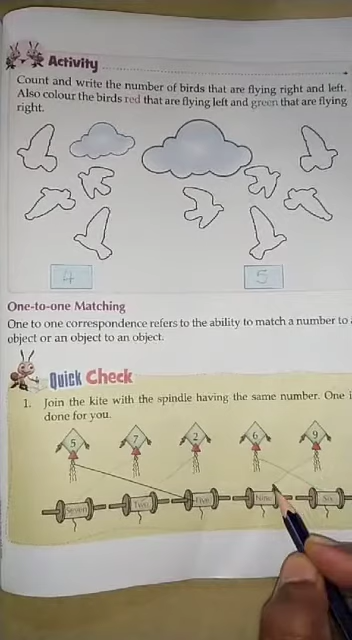 Activity
Count and write the number of birds that are flying right and left.
Also colour the birds red that are flying left and green that are flying
right.
4 5
One-to-one Matching
One to one correspondence refers to the ability to match a number to
object or an object to an object.
Quick Check
1. Join the kite with the spindle having the same number. One i
done for you.
5 7 2 6 9
Seven Two Five Nine Six